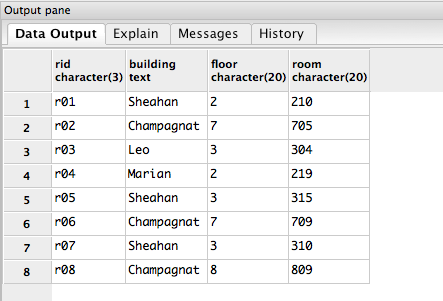 Output pane
Data Output Explain Messages History
rid building floor room
character(3) text character(20) character(20)
1 r01 Sheahan 2 210
2 r02 Champagnat 7 705
3 r03 Leo 3 304
4 r04 Marian 2 219
5 r05 Sheahan 3 315
6 r06 Champagnat 7 709
7 r07 Sheahan 3 310
8 r08 Champagnat 8 809